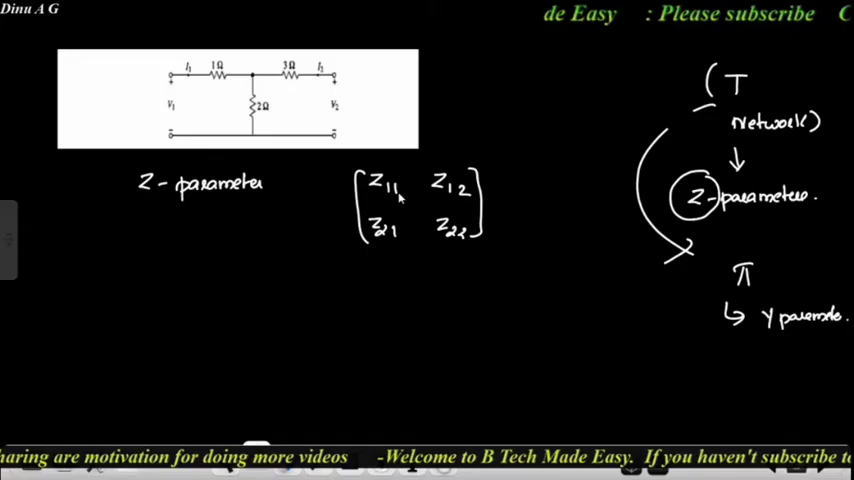 Dinu A G
de Easy : Please subscribe C
I₁ 1Ω 3Ω I₂
+ +
V₁ 2Ω V₂
(T
Network)
Z - parameter
Z₁₁ Z₁₂
Z - parameters.
Z₂₁ Z₂₂
π
↳ Y paramete.
haring are motivation for doing more videos -Welcome to B Tech Made Easy. If you haven't subscribe to